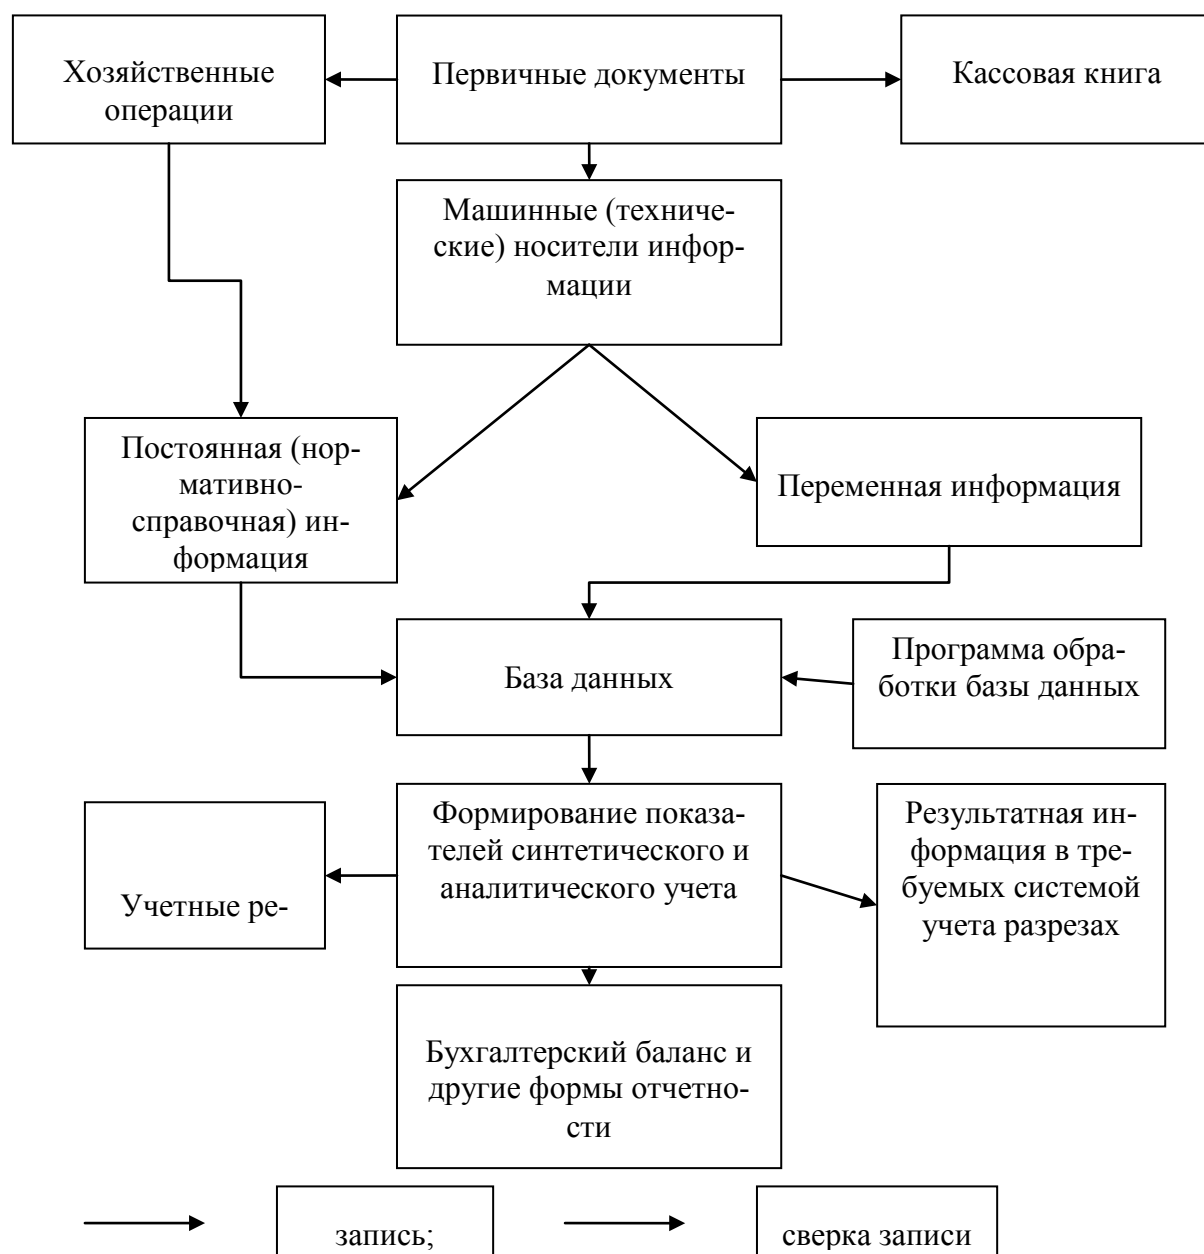 Хозяйственные
операции
Первичные документы
Кассовая книга
Машинные (техниче-
ские) носители инфор-
мации
Постоянная (нор-
мативно-
справочная) ин-
формация
Переменная информация
База данных
Программа обра-
ботки базы данных
Учетные ре-
Формирование показа-
телей синтетического и
аналитического учета
Результатная ин-
формация в тре-
буемых системой
учета разрезах
Бухгалтерский баланс и
другие формы отчетно-
сти
запись;
сверка записи